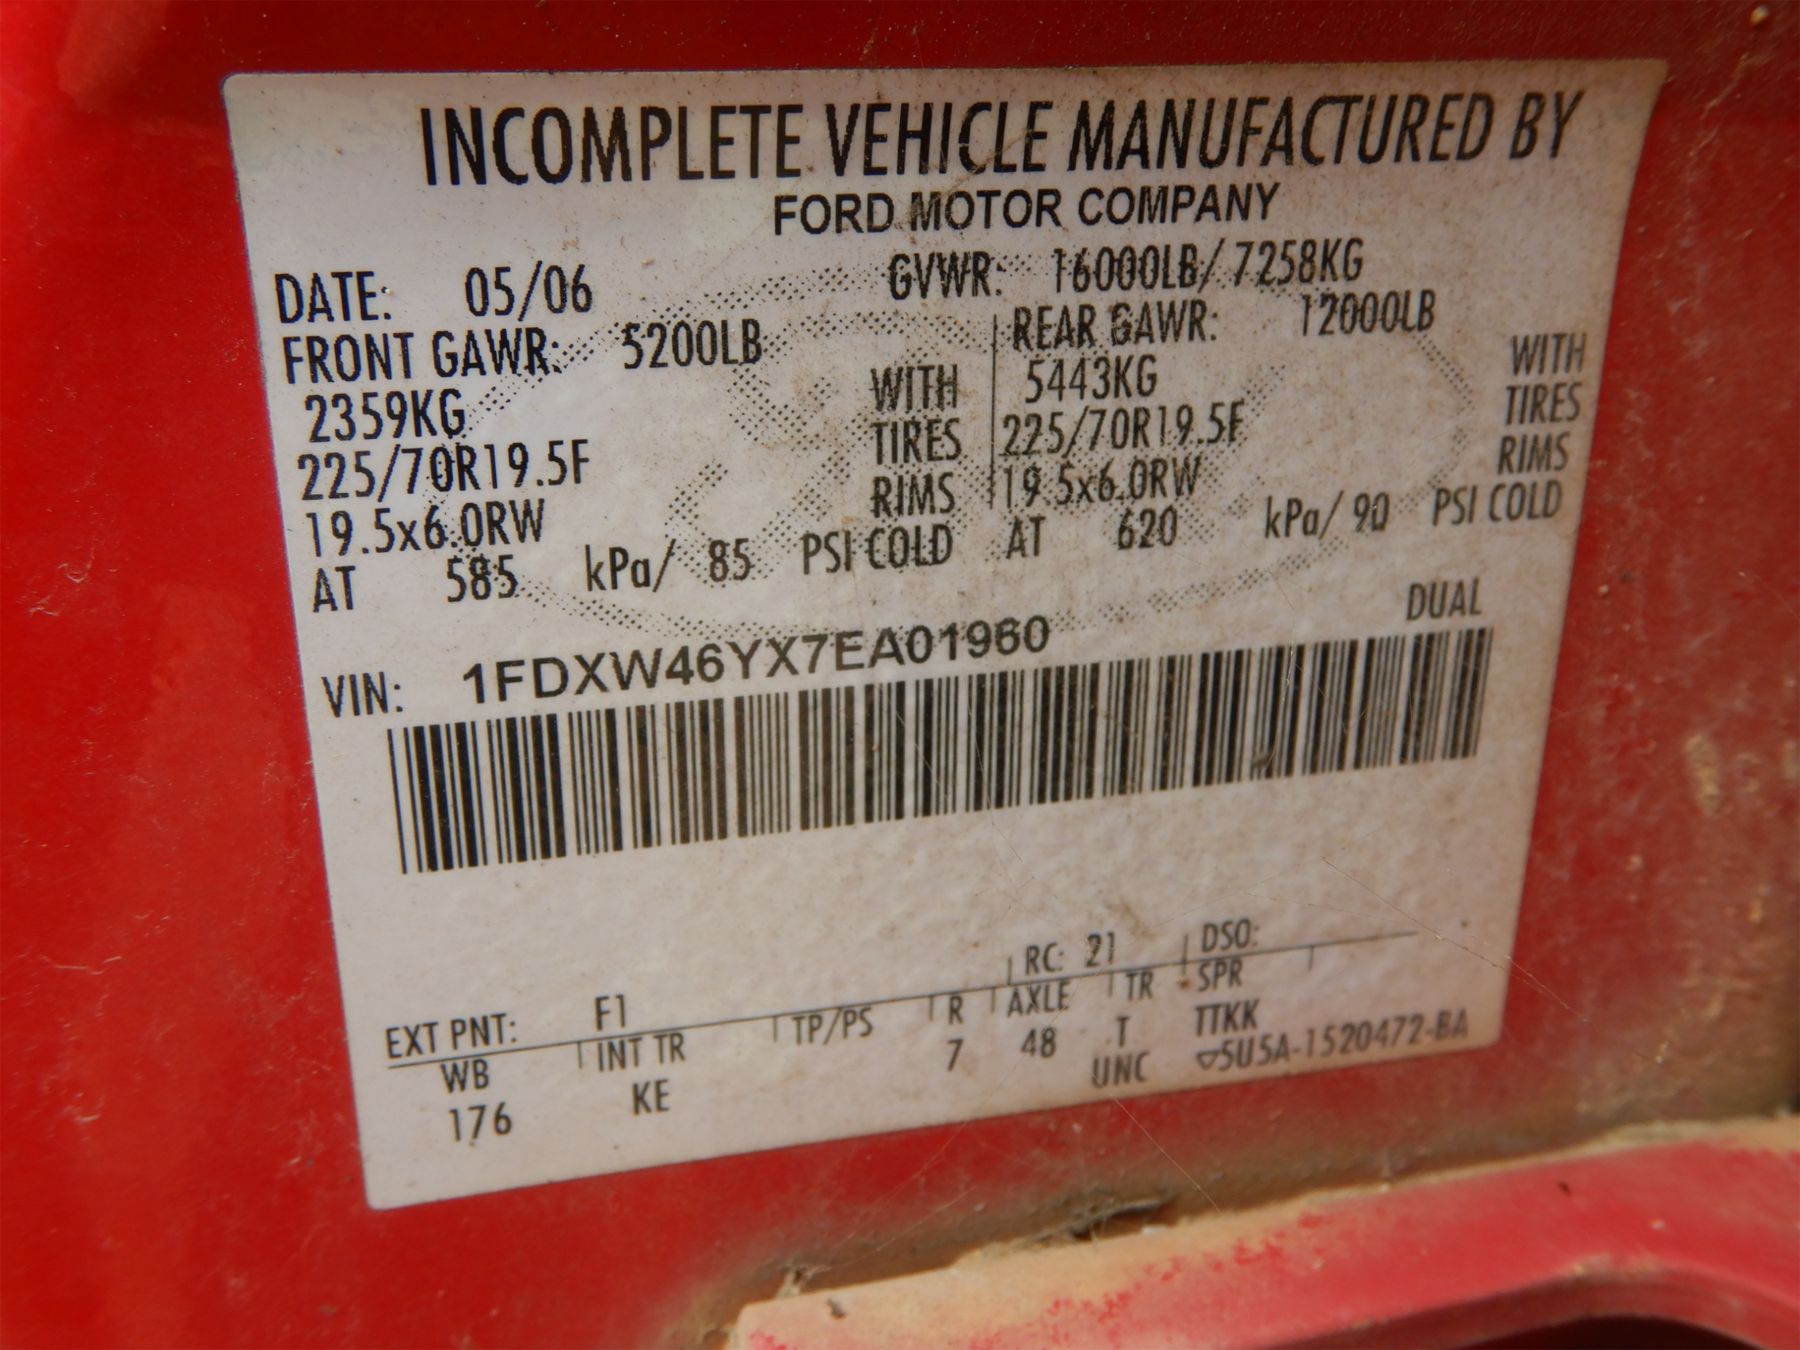 INCOMPLETE VEHICLE MANUFACTURED BY
FORD MOTOR COMPANY
DATE: 05/06 GVWR: 16000LB/ 7258KG
FRONT GAWR: 5200LB REAR GAWR: 12000LB
2359KG WITH 5443KG WITH
225/70R19.5F TIRES 225/70R19.5F TIRES
19.5x6.0RW RIMS 19.5x6.0RW RIMS
AT 585 kPa/ 85 PSI COLD AT 620 kPa/ 90 PSI COLD
DUAL
VIN: 1FDXW46YX7EA01960
RC: 21 DSO:
EXT PNT: F1
WB INT TR TP/PS R AXLE TR SPR
176 KE 7 48 T TTKK
UNC 5U5A-1520472-BA